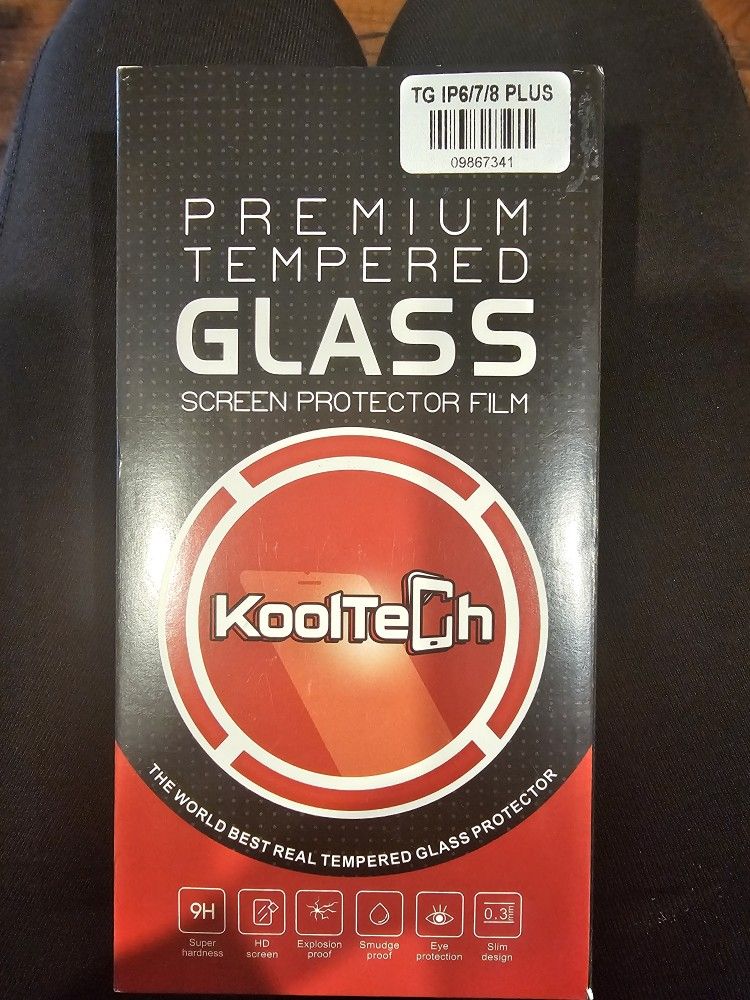 TG IP6/7/8 PLUS
09867341
PREMIUM
TEMPERED
GLASS
SCREEN PROTECTOR FILM
KoolTech
THE WORLD BEST REAL TEMPERED GLASS PROTECTOR
9H
Super
hardness
HD
screen
Explosion
proof
Smudge
proof
Eye
protection
0.3mm
Slim
design